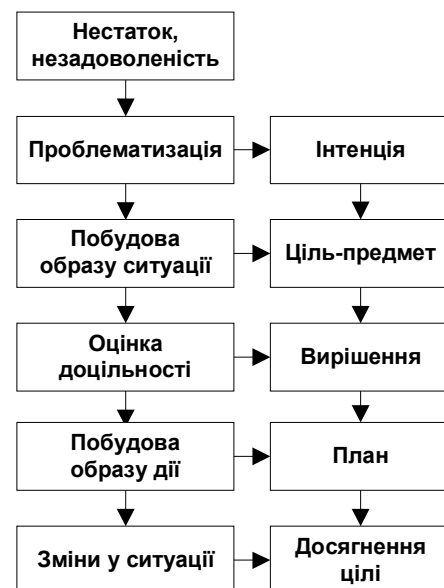 Нестаток,
незадоволеність
Проблематизація
Інтенція
Побудова
образу ситуації
Ціль-предмет
Оцінка
доцільності
Вирішення
Побудова
образу дії
План
Зміни у ситуації
Досягнення
цілі